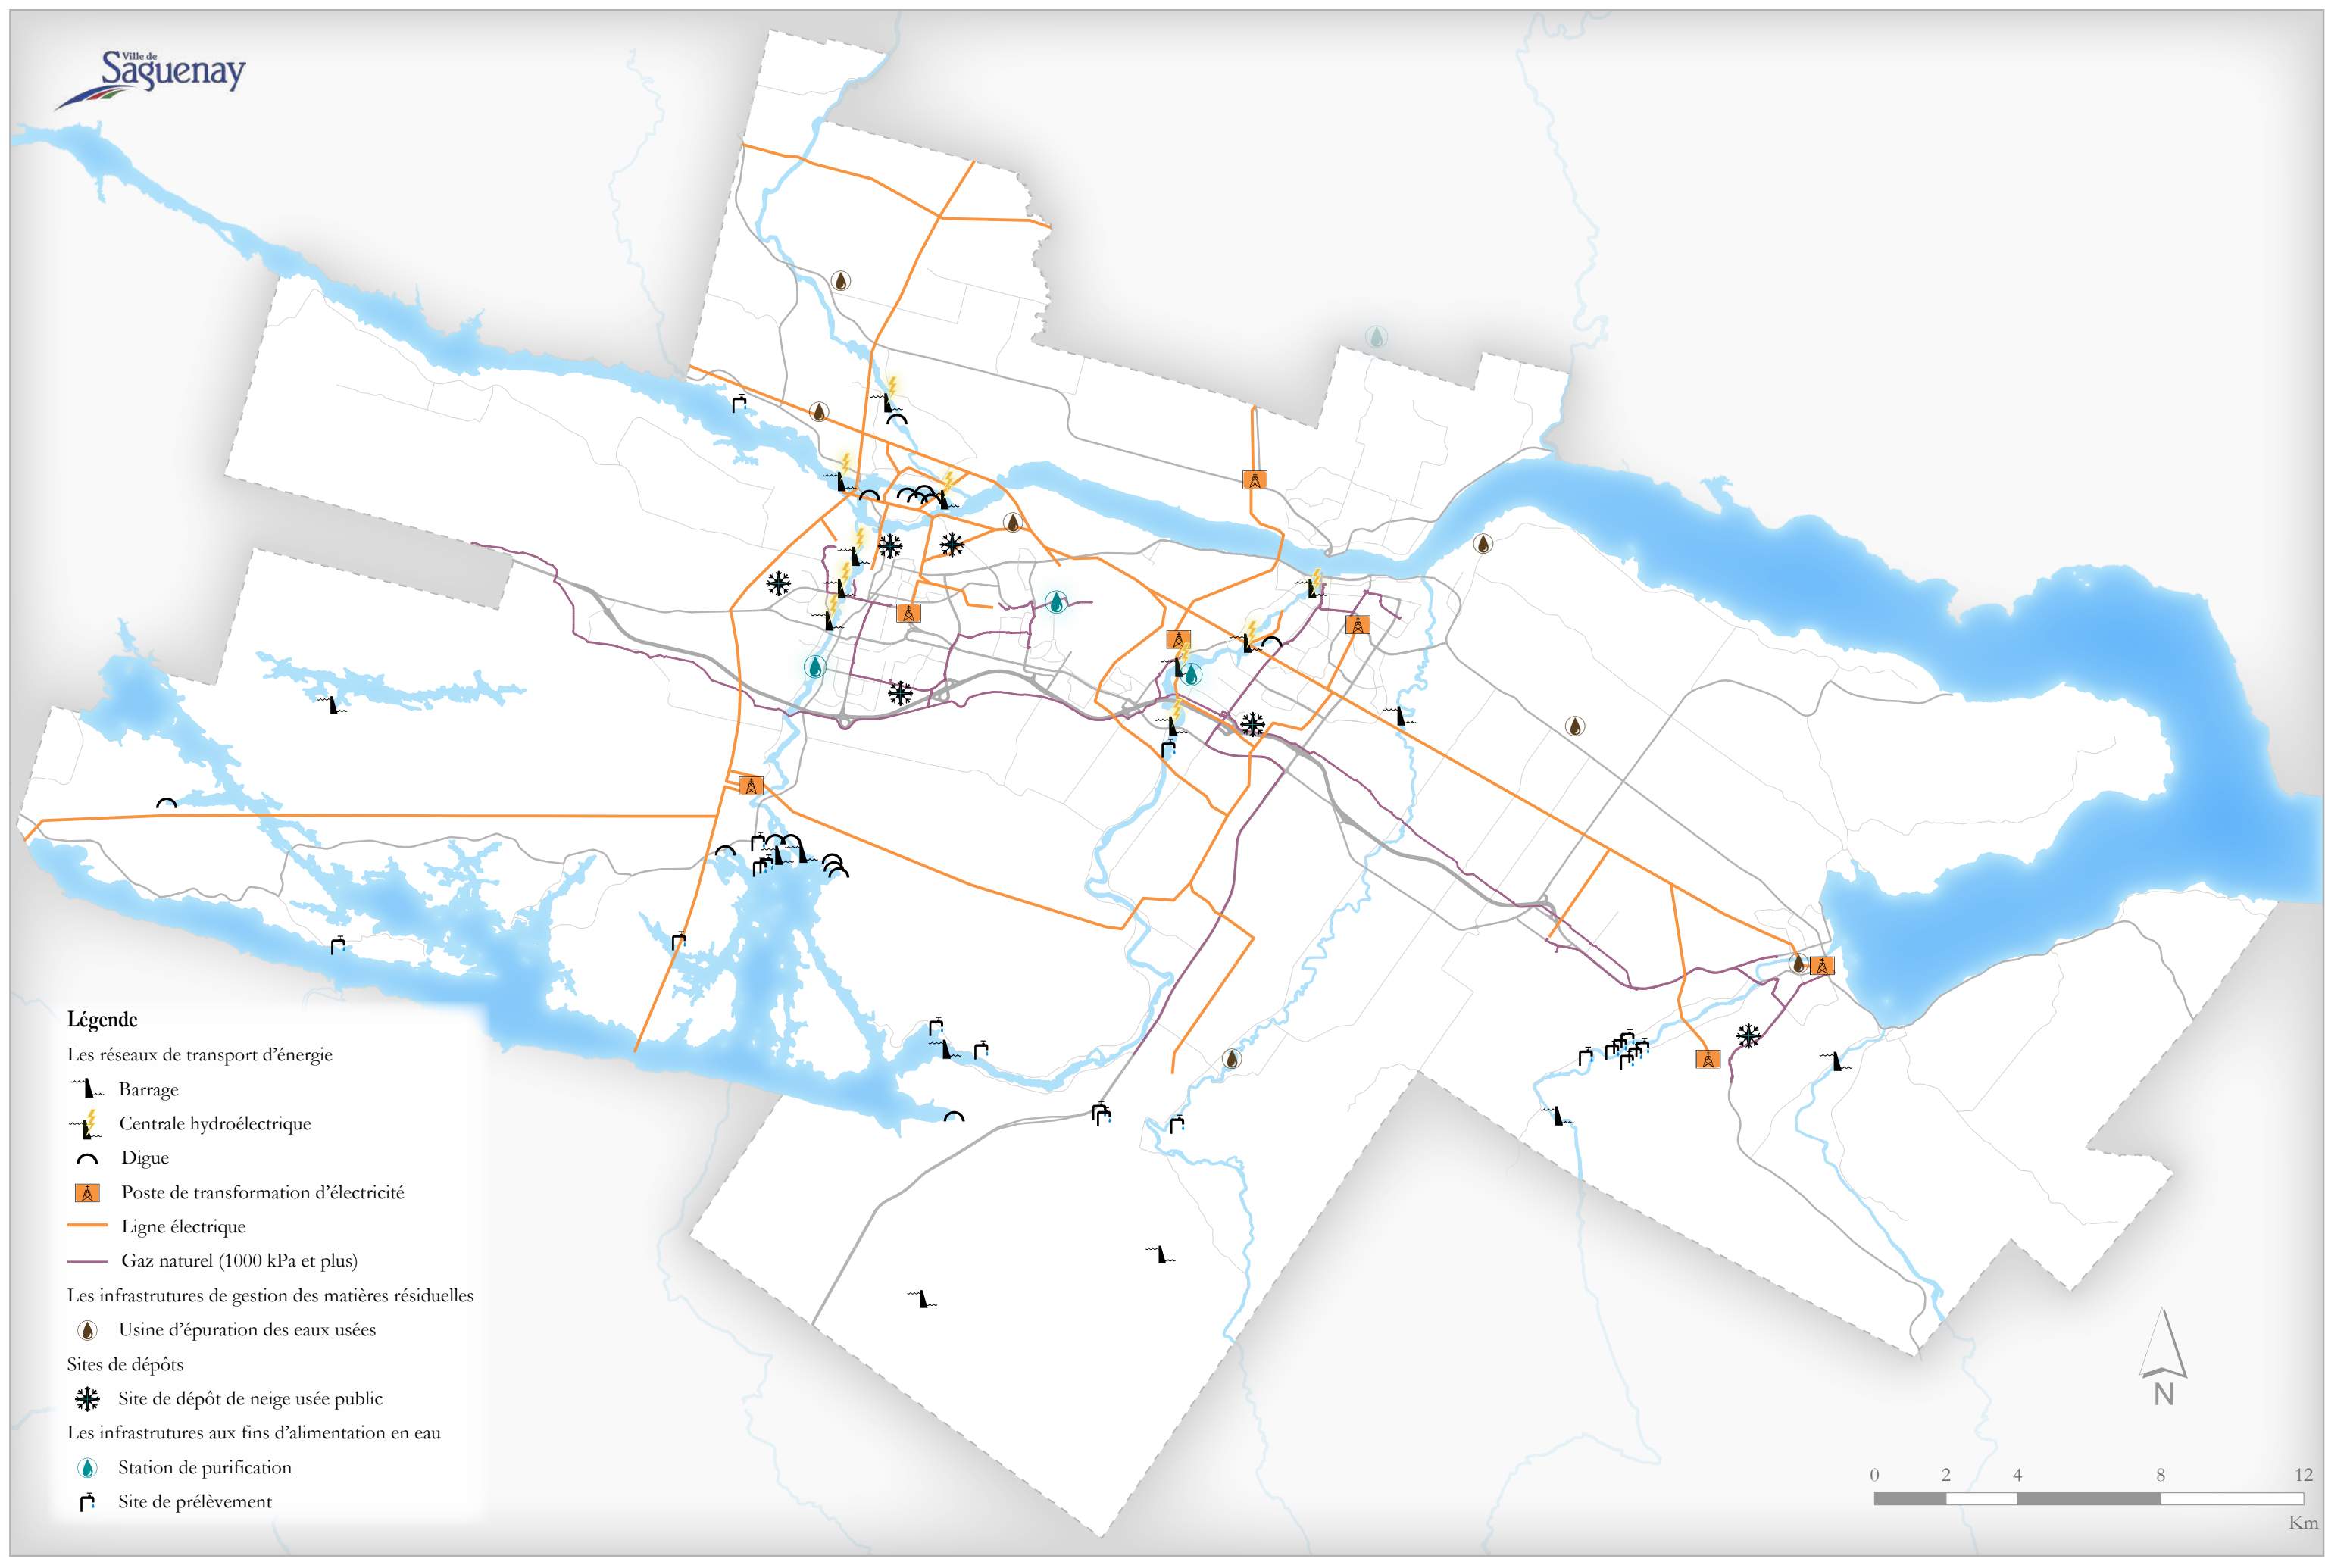 Ville de
Saguenay
Légende
Les réseaux de transport d'énergie
Barrage
Centrale hydroélectrique
Digue
Poste de transformation d'électricité
Ligne électrique
Gaz naturel (1000 kPa et plus)
Les infrastrutures de gestion des matières résiduelles
Usine d'épuration des eaux usées
Sites de dépôts
Site de dépôt de neige usée public
Les infrastrutures aux fins d'alimentation en eau
Station de purification
Site de prélèvement
N
0 2 4 8 12
Km